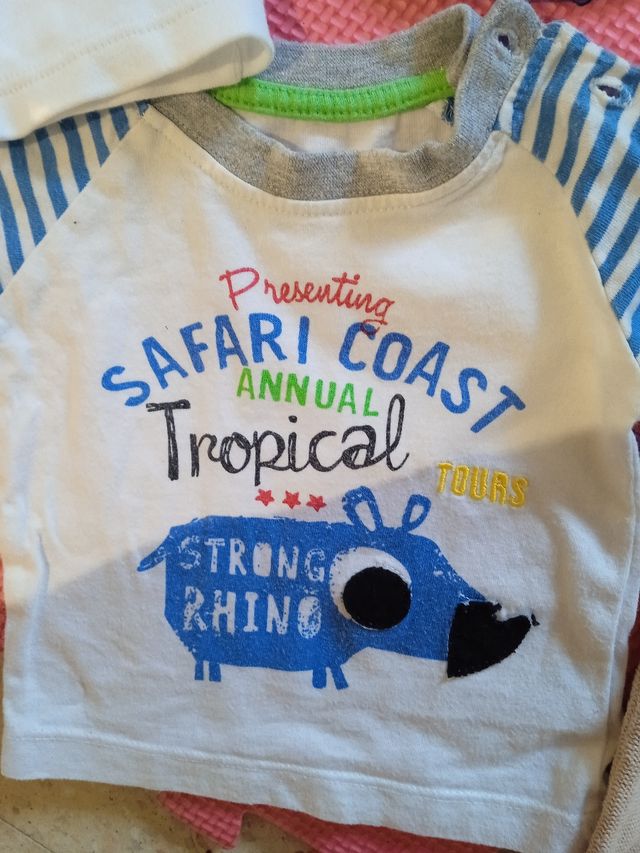 Presenting
SAFARI COAST
ANNUAL
Tropical
TOURS
STRONG
RHINO